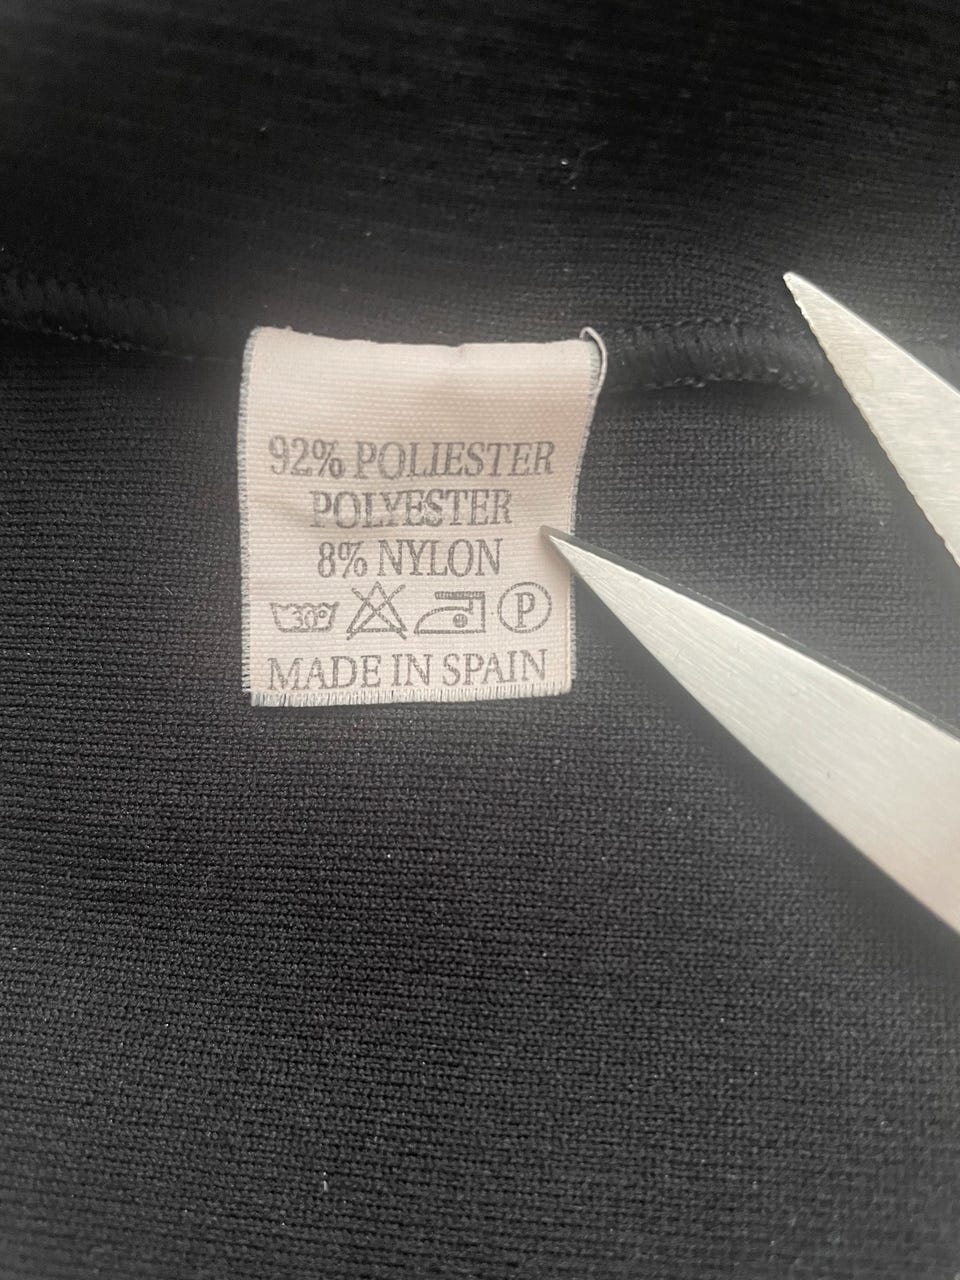 92% POLIESTER
POLYESTER
8% NYLON
30° P
MADE IN SPAIN